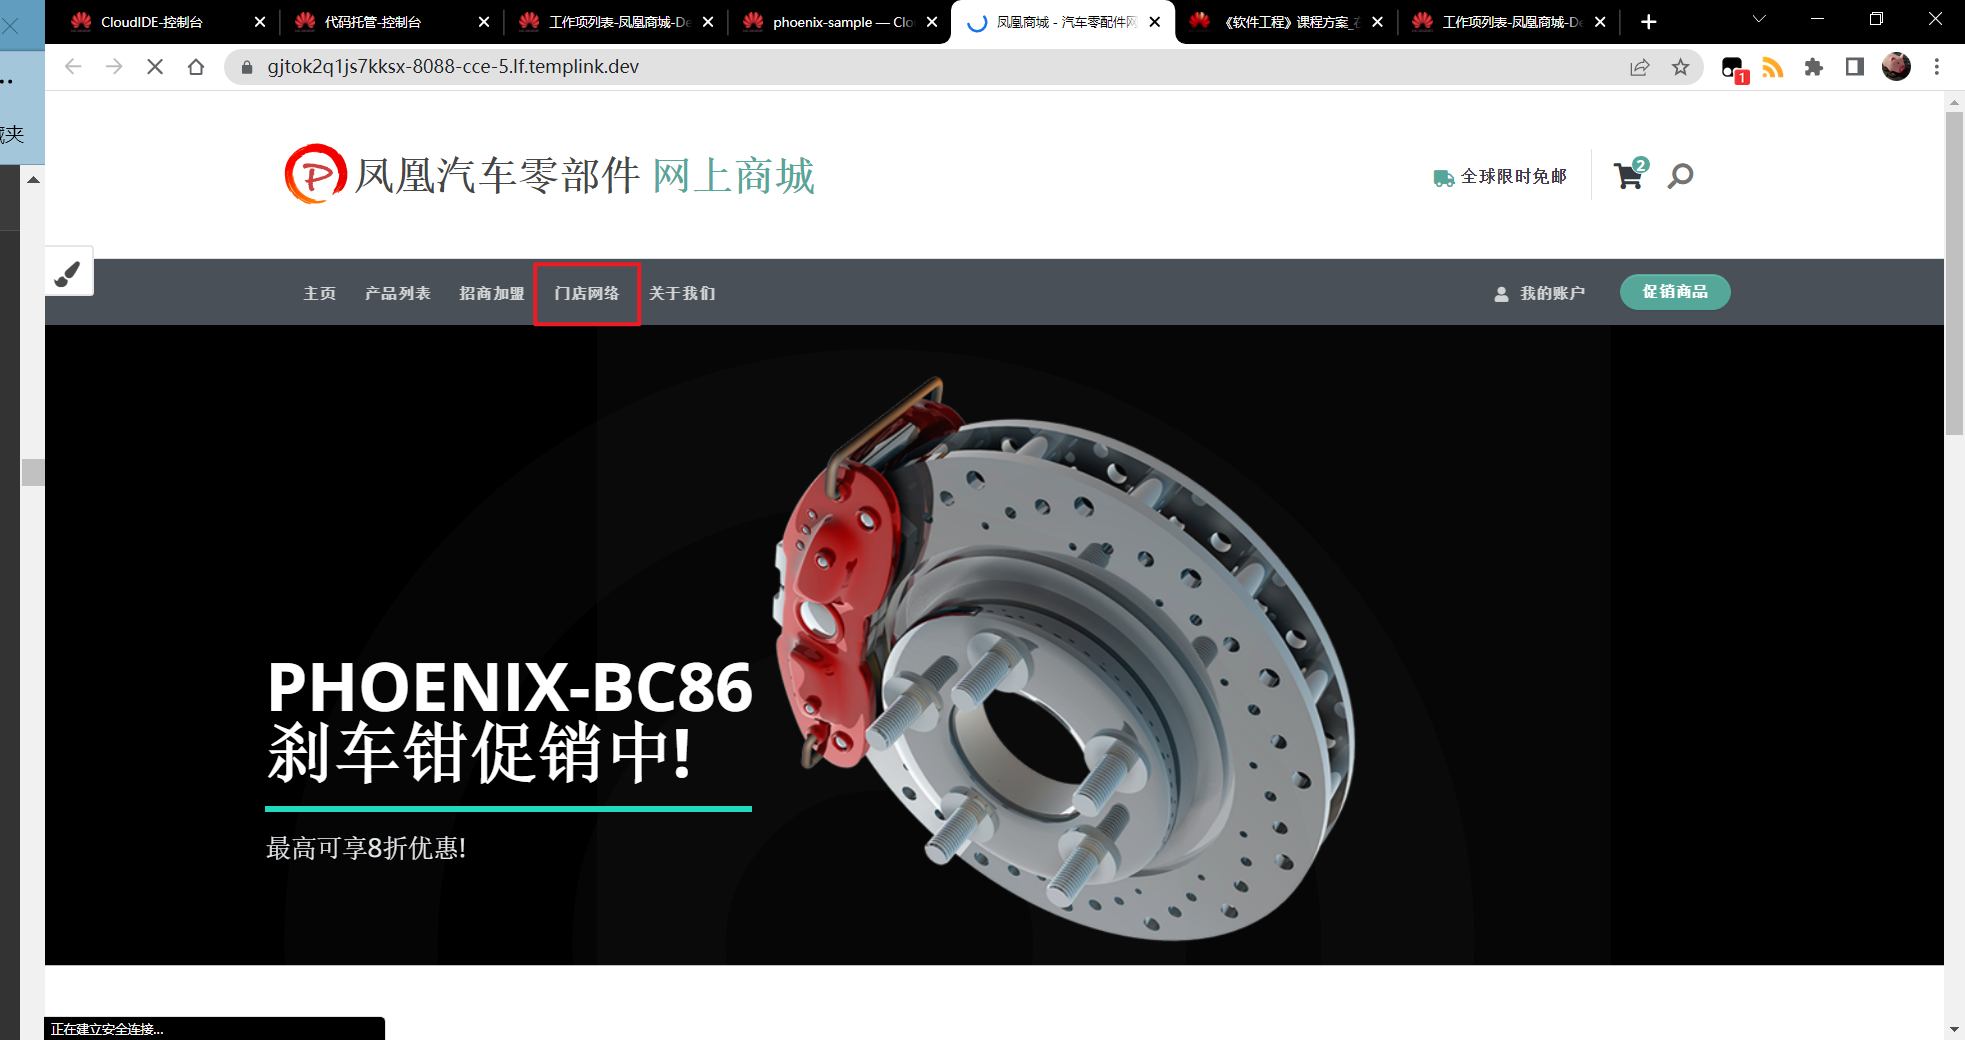 CloudIDE-控制台
代码托管-控制台
工作项列表-凤凰商城-De
phoenix-sample — Clo
凤凰商城 - 汽车零配件网
《软件工程》课程方案_
工作项列表-凤凰商城-De
gjtok2q1js7kksx-8088-cce-5.lf.templink.dev
1
藏夹
凤凰汽车零部件 网上商城
全球限时免邮
2
主页
产品列表
招商加盟
门店网络
关于我们
我的账户
促销商品
PHOENIX-BC86
刹车钳促销中!
最高可享8折优惠!
正在建立安全连接...